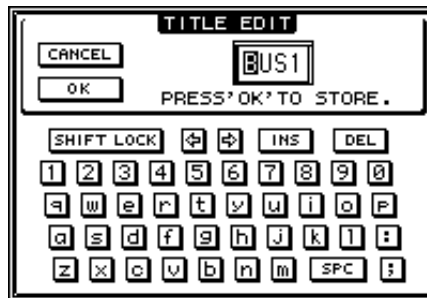 TITLE EDIT
CANCEL
BUS1
OK
PRESS'OK'TO STORE.
SHIFT LOCK INS DEL
1 2 3 4 5 6 7 8 9 0
q w e r t y u i o p
a s d f g h j k l :
z x c v b n m SPC ;